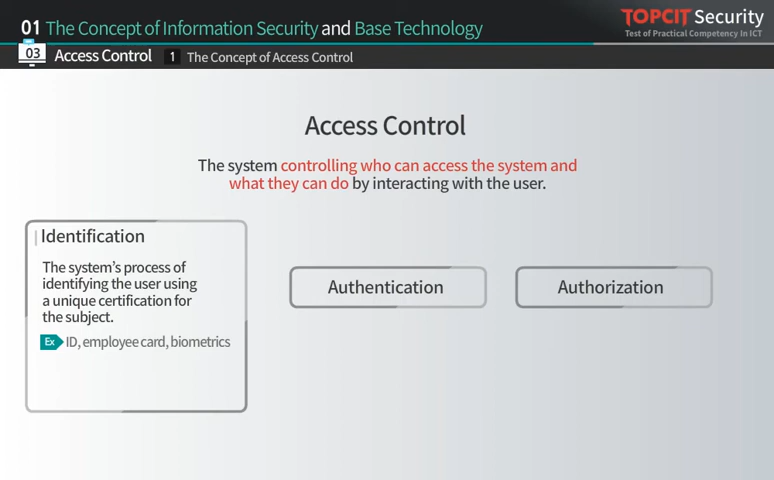 01 The Concept of Information Security and Base Technology
TOPCIT Security
Test of Practical Competency In ICT
03 Access Control 1 The Concept of Access Control
Access Control
The system controlling who can access the system and
what they can do by interacting with the user.
Identification
The system's process of
identifying the user using
a unique certification for
the subject.
Ex ID, employee card, biometrics
Authentication
Authorization